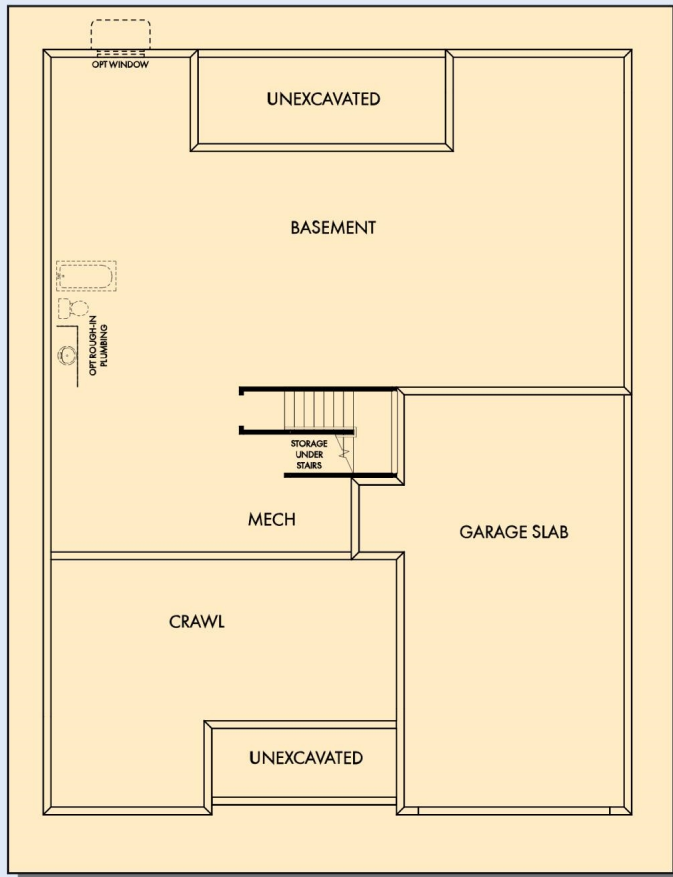 OPT WINDOW
UNEXCAVATED
BASEMENT
OPT ROUGH-IN
PLUMBING
STORAGE
UNDER
STAIRS
MECH
GARAGE SLAB
CRAWL
UNEXCAVATED